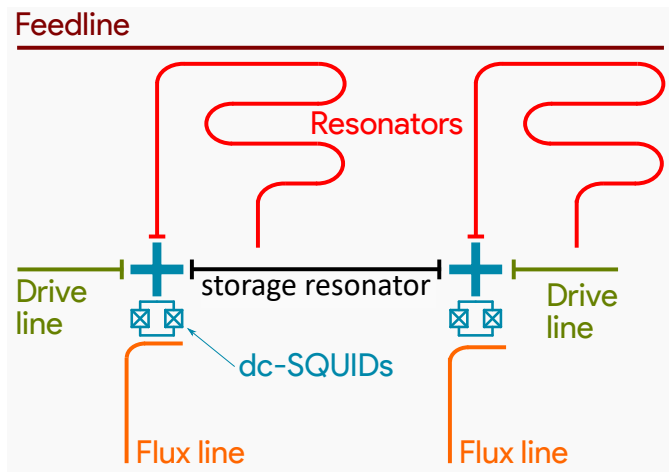 Feedline
Resonators
storage resonator
Drive
line
Drive
line
dc-SQUIDs
Flux line
Flux line